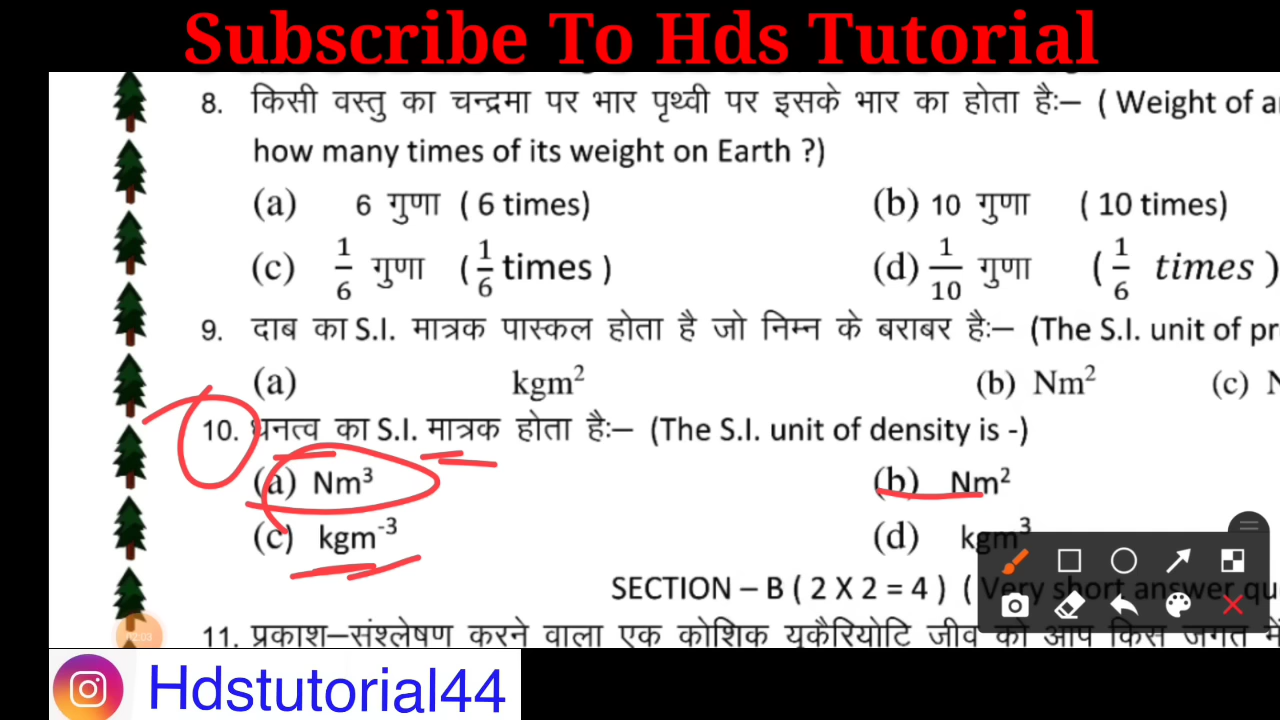 Subscribe To Hds Tutorial
8. किसी वस्तु का चन्द्रमा पर भार पृथ्वी पर इसके भार का होता हैः– ( Weight of a
how many times of its weight on Earth ?)
(a) 6 गुणा ( 6 times) (b) 10 गुणा ( 10 times)
(c) 1/6 गुणा ( 1/6 times ) (d) 1/10 गुणा ( 1/6 times )
9. दाब का S.I. मात्रक पास्कल होता है जो निम्न के बराबर हैः– (The S.I. unit of pr
(a) kgm² (b) Nm² (c) N
10. घनत्व का S.I. मात्रक होता हैः– (The S.I. unit of density is -)
(a) Nm³ (b) Nm²
(c) kgm⁻³ (d) kgm³
SECTION – B ( 2 X 2 = 4 ) ( Very short answer qu
11. प्रकाश–संश्लेषण करने वाला एक कोशिक यूकैरियोटि जीव को आप किस जगत में
02:03
Hdstutorial44